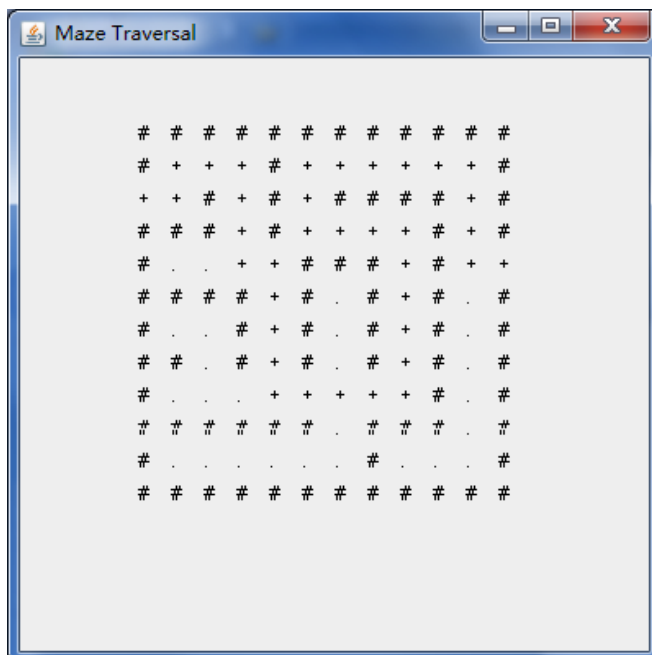 Maze Traversal
# # # # # # # # # # # #
# + + + # + + + + + + #
+ + # + # + # # # # + #
# # # + # + + + + # + #
# . . + + # # # + # + +
# # # # + # . # + # . #
# . . # + # . # + # . #
# # . # + # . # + # . #
# . . . + + + + + # . #
# # # # # # . # # # . #
# . . . . . . # . . . #
# # # # # # # # # # # #